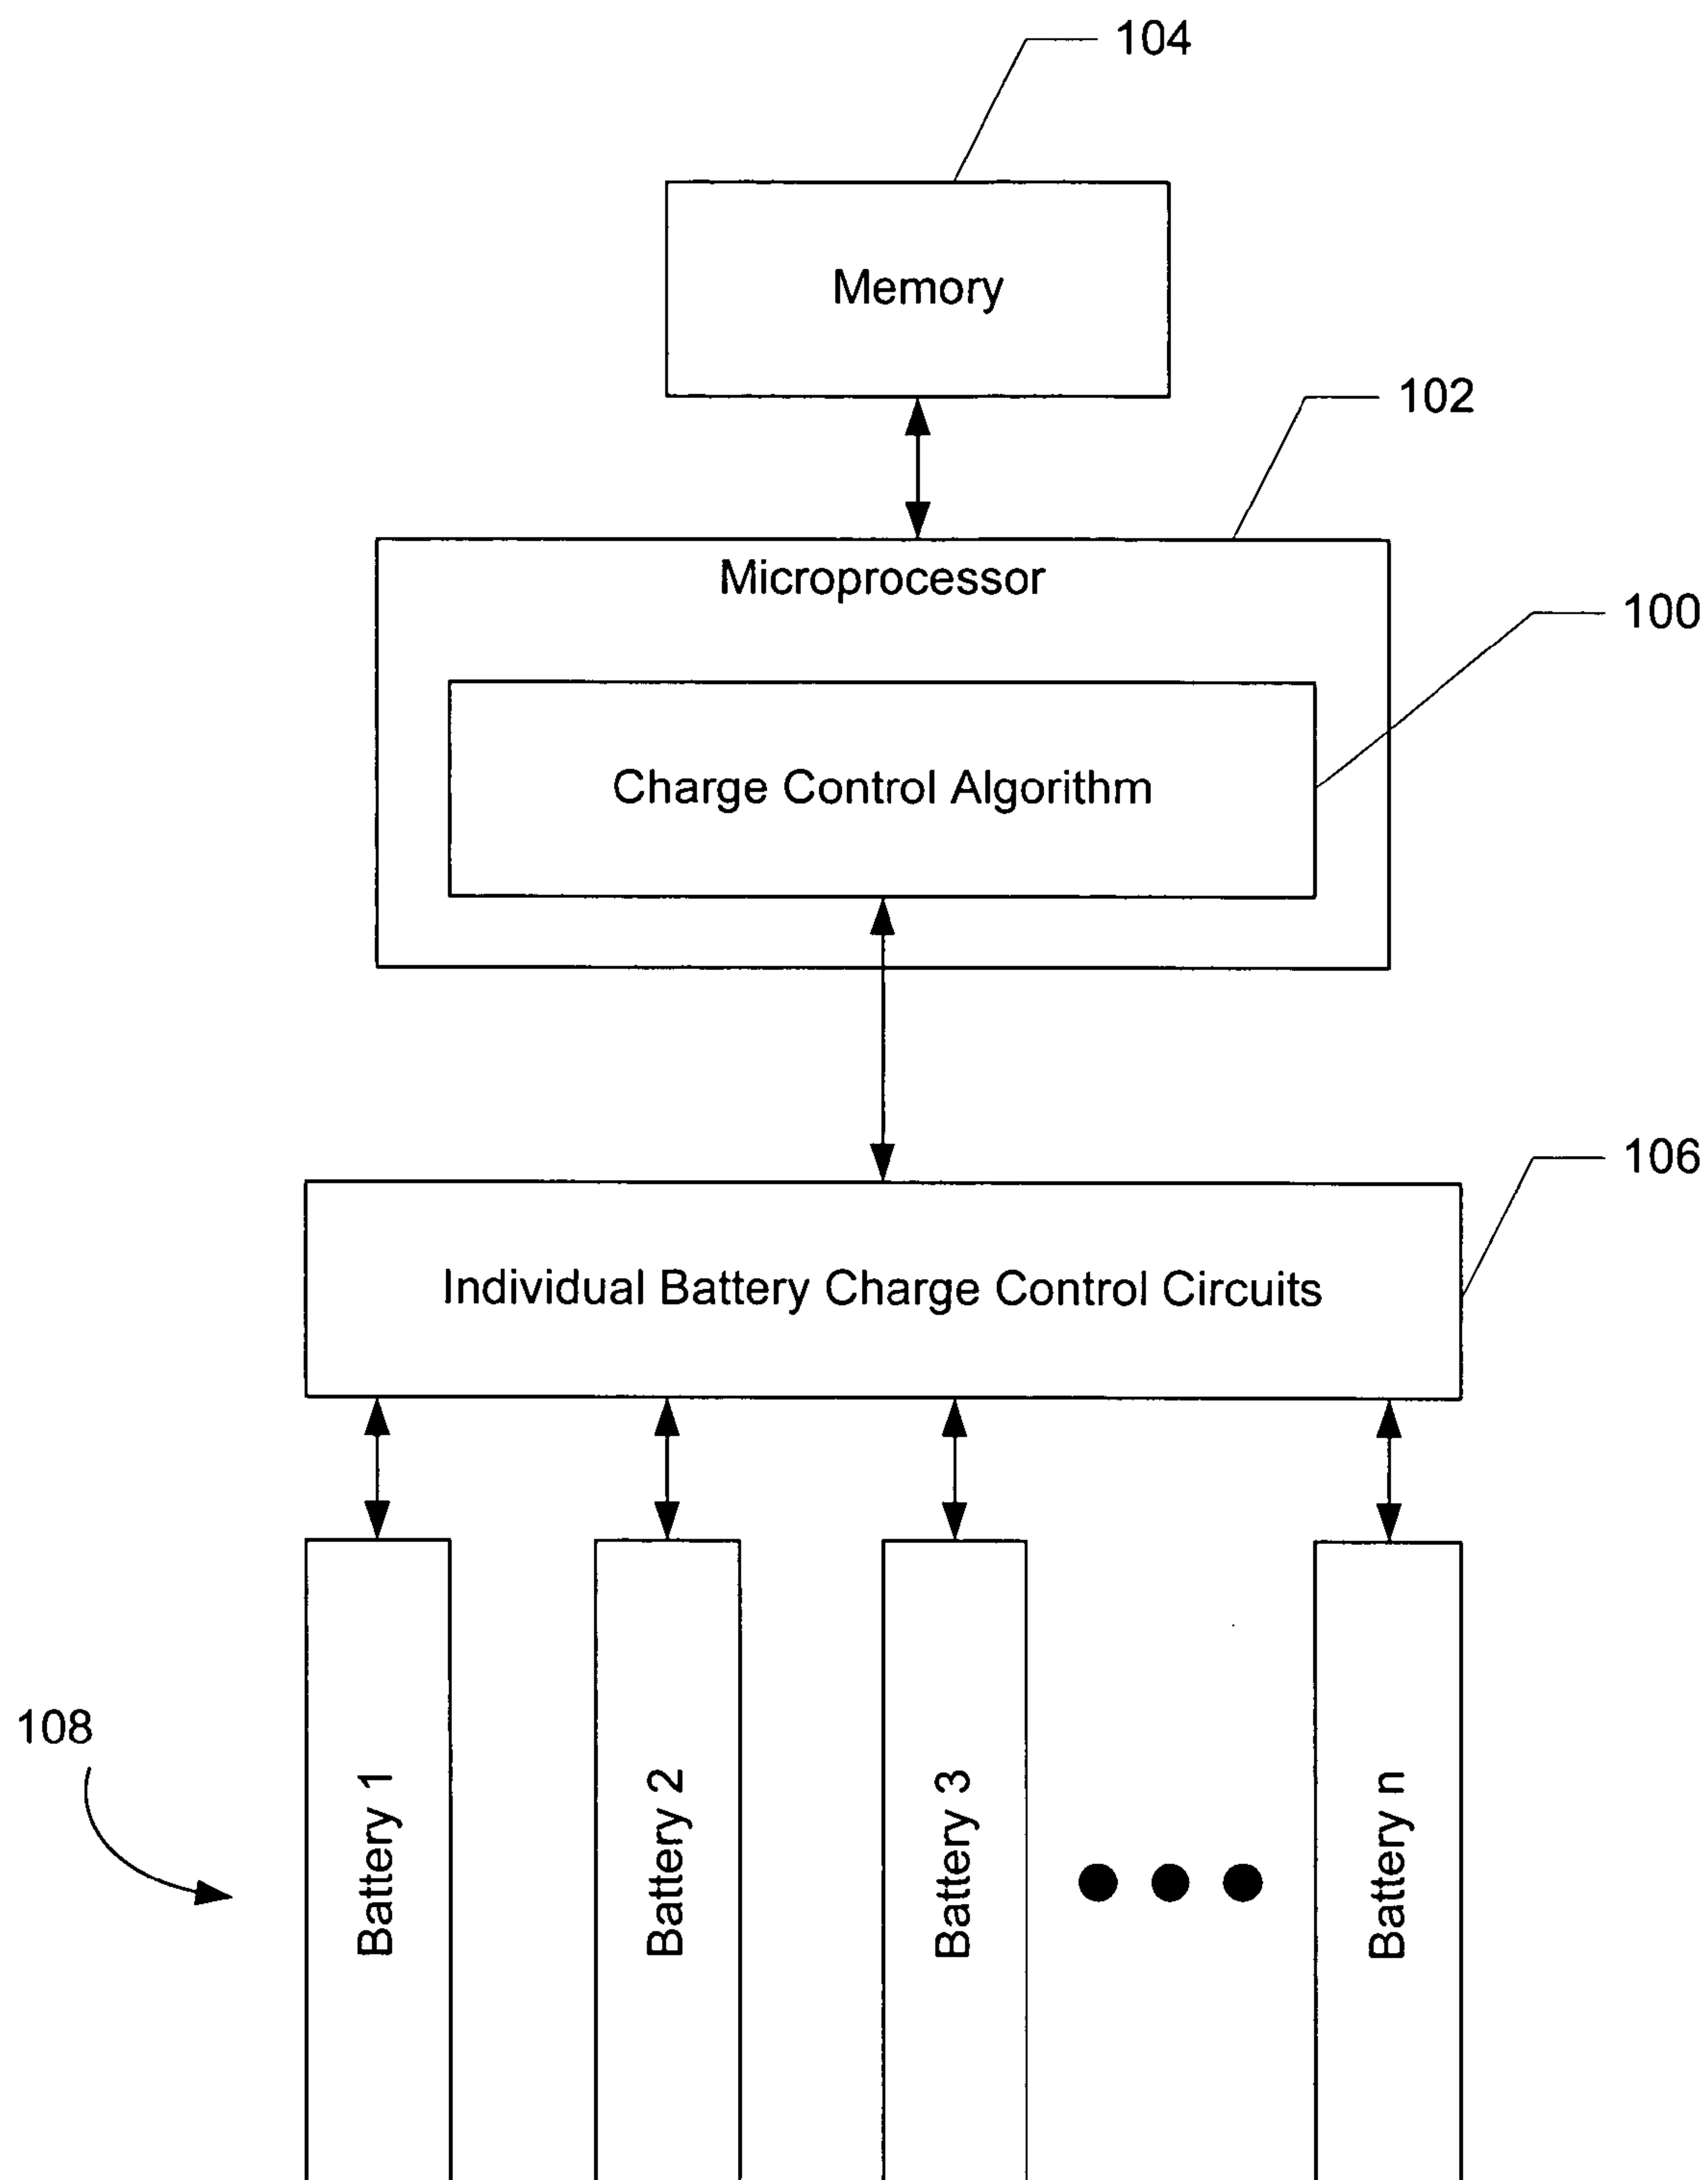 104
Memory
102
Microprocessor
100
Charge Control Algorithm
106
Individual Battery Charge Control Circuits
108
Battery 1
Battery 2
Battery 3
Battery n